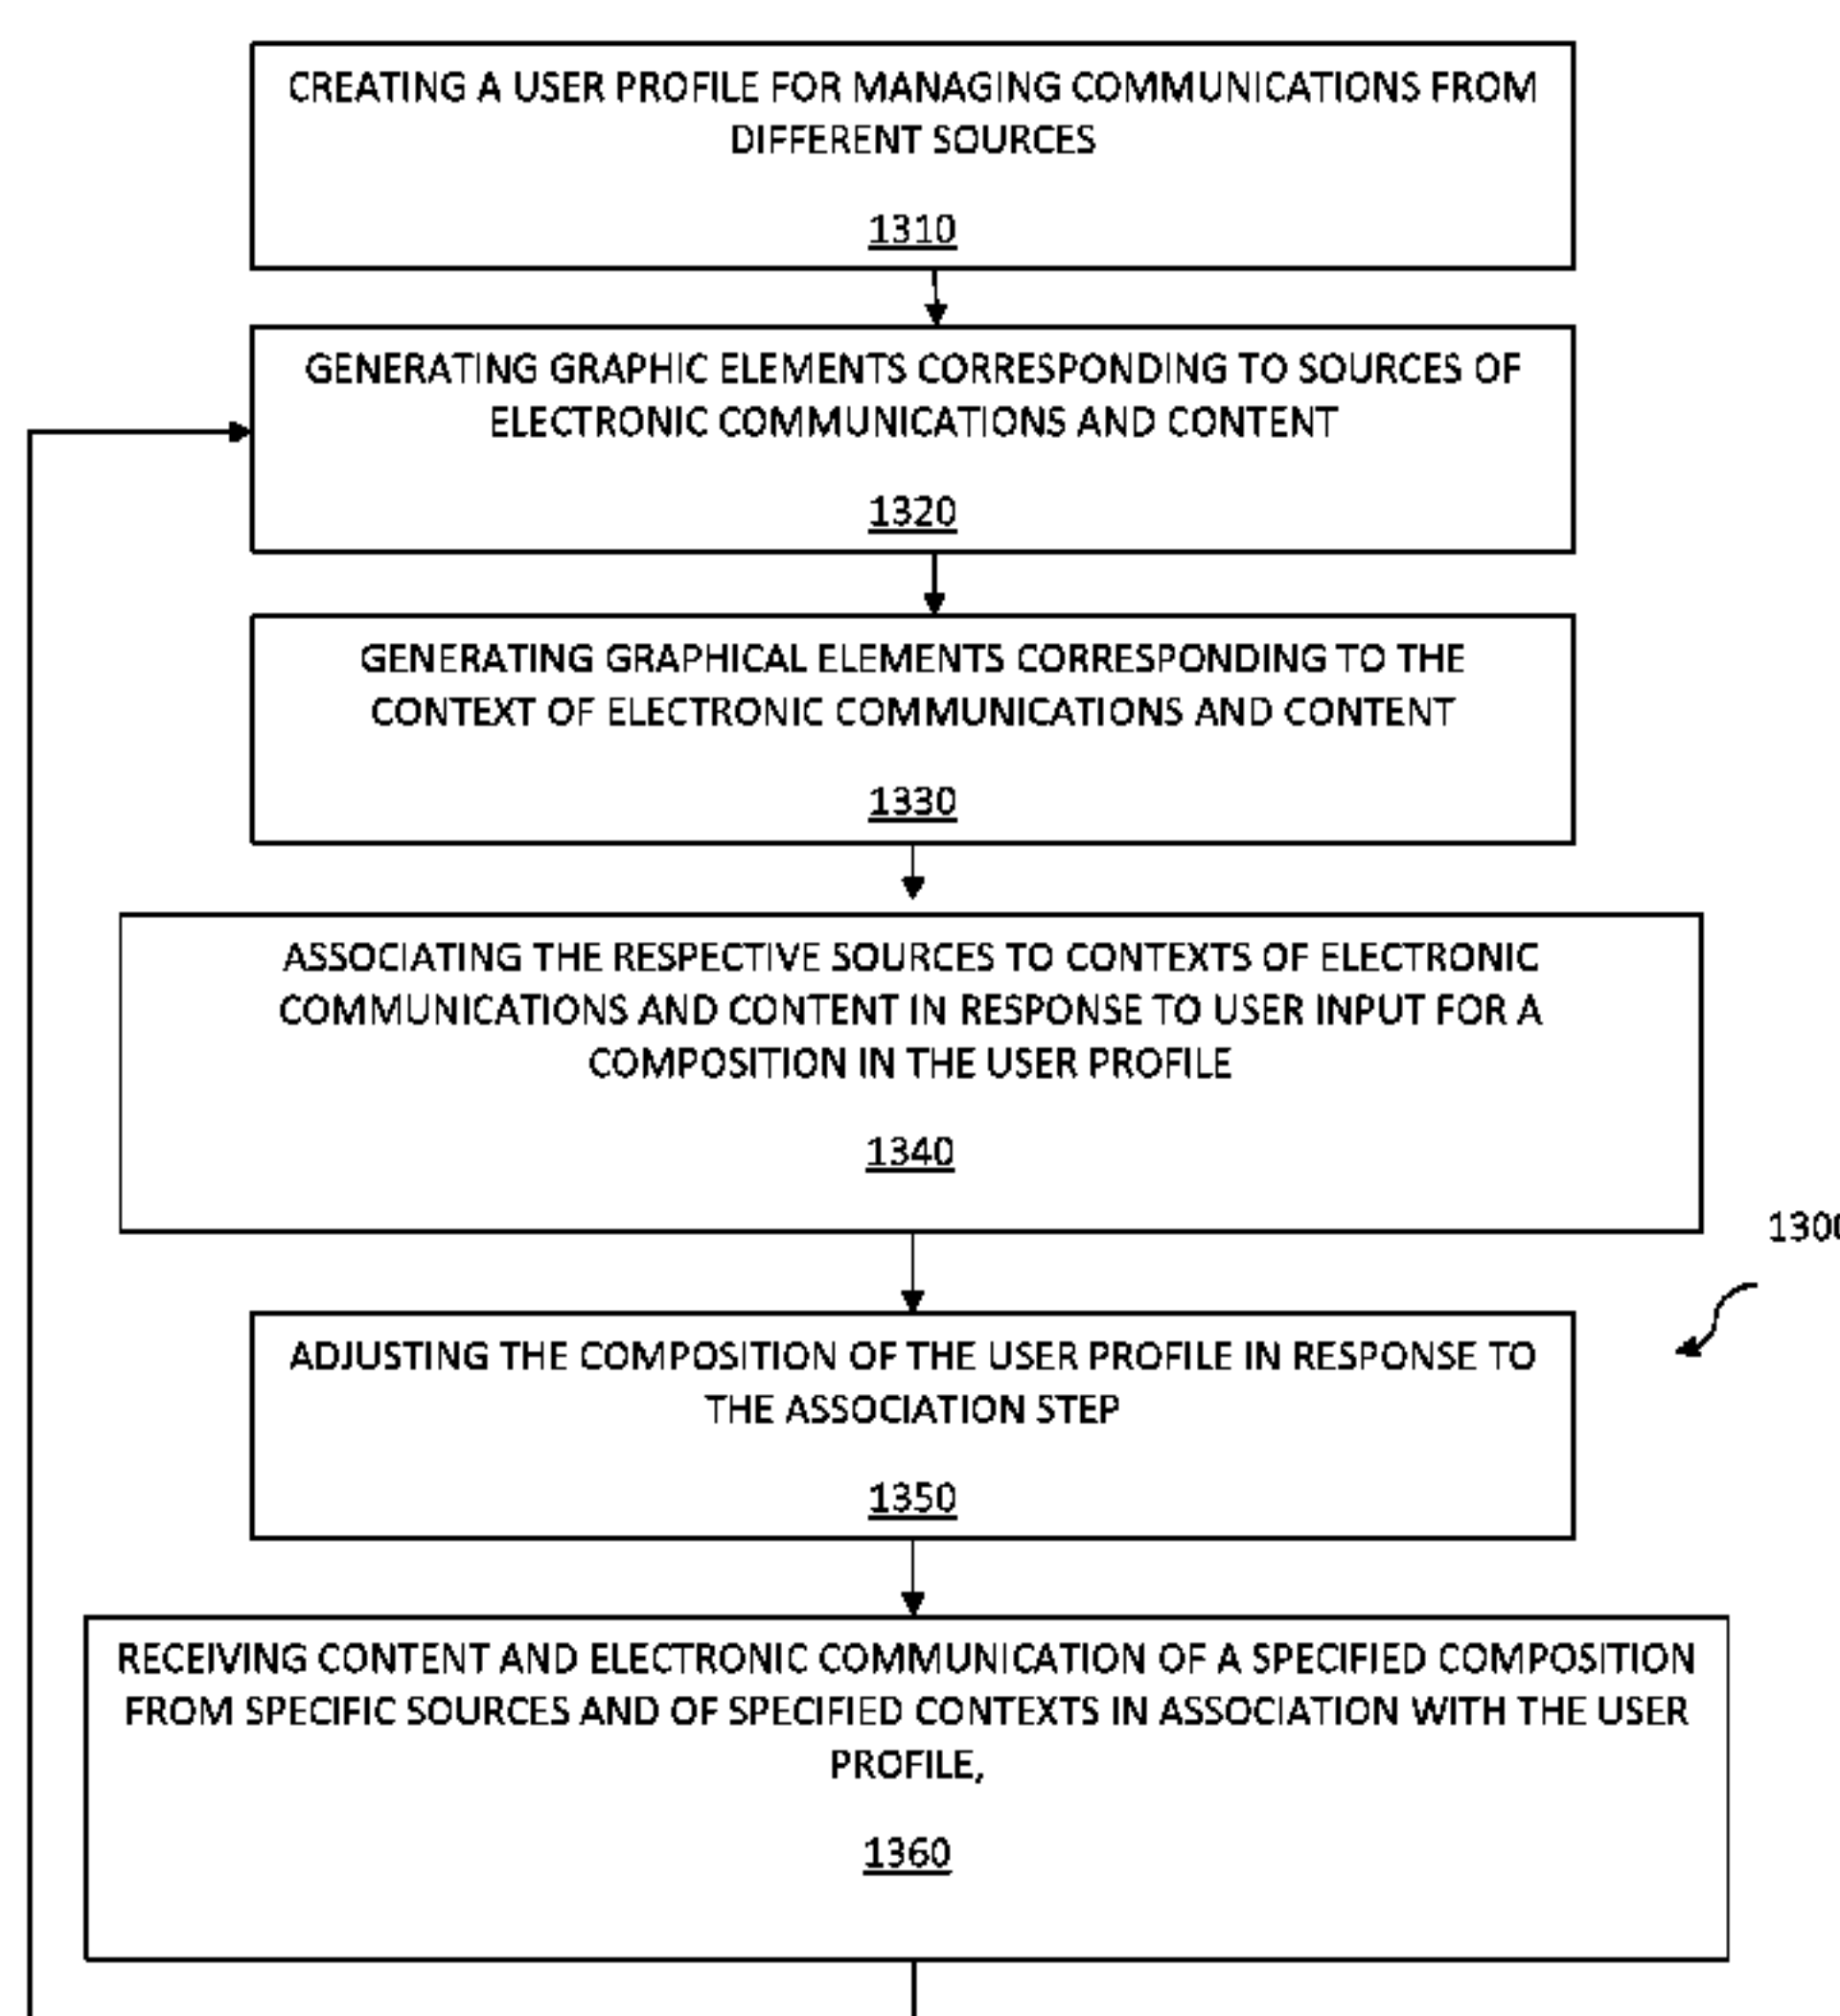 CREATING A USER PROFILE FOR MANAGING COMMUNICATIONS FROM
DIFFERENT SOURCES
1310
GENERATING GRAPHIC ELEMENTS CORRESPONDING TO SOURCES OF
ELECTRONIC COMMUNICATIONS AND CONTENT
1320
GENERATING GRAPHICAL ELEMENTS CORRESPONDING TO THE
CONTEXT OF ELECTRONIC COMMUNICATIONS AND CONTENT
1330
ASSOCIATING THE RESPECTIVE SOURCES TO CONTEXTS OF ELECTRONIC
COMMUNICATIONS AND CONTENT IN RESPONSE TO USER INPUT FOR A
COMPOSITION IN THE USER PROFILE
1340
1300
ADJUSTING THE COMPOSITION OF THE USER PROFILE IN RESPONSE TO
THE ASSOCIATION STEP
1350
RECEIVING CONTENT AND ELECTRONIC COMMUNICATION OF A SPECIFIED COMPOSITION
FROM SPECIFIC SOURCES AND OF SPECIFIED CONTEXTS IN ASSOCIATION WITH THE USER
PROFILE,
1360